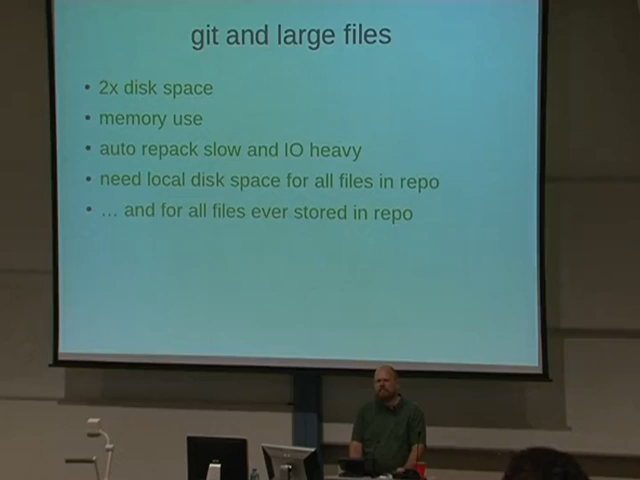 git and large files
• 2x disk space
• memory use
• auto repack slow and IO heavy
• need local disk space for all files in repo
• … and for all files ever stored in repo